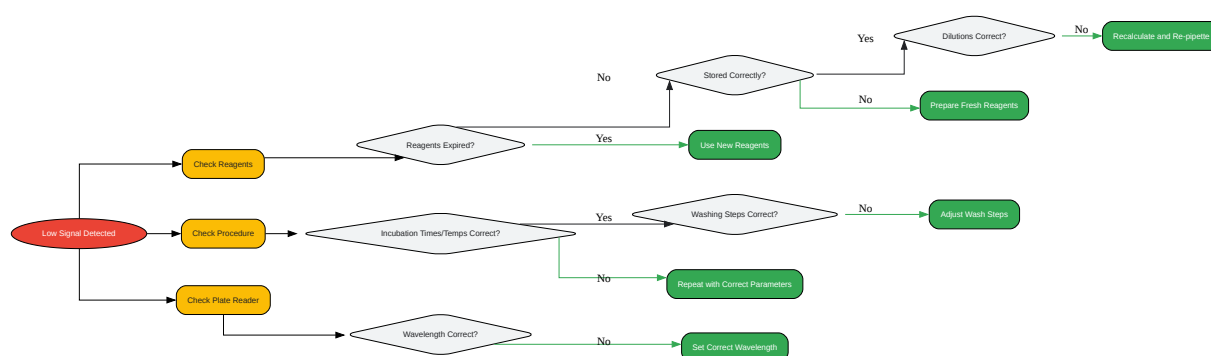 Dilutions Correct?
No
Recalculate and Re-pipette
Yes
Stored Correctly?
No
No
Prepare Fresh Reagents
Reagents Expired?
Yes
Use New Reagents
Check Reagents
Low Signal Detected
Check Procedure
Incubation Times/Temps Correct?
Yes
Washing Steps Correct?
No
Adjust Wash Steps
No
Repeat with Correct Parameters
Check Plate Reader
Wavelength Correct?
No
Set Correct Wavelength